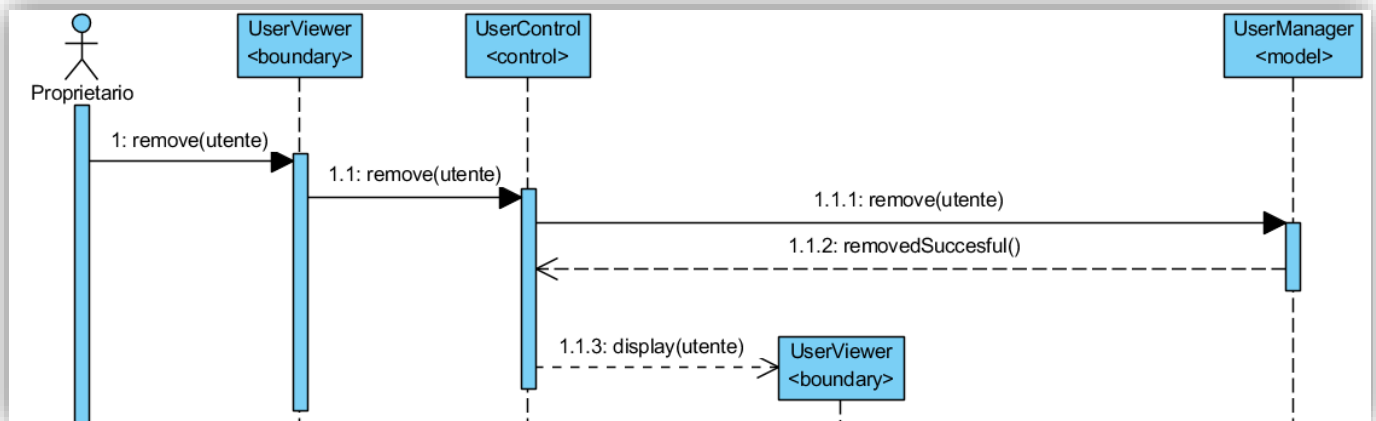 UserViewer
<boundary>
UserControl
<control>
UserManager
<model>
Proprietario
1: remove(utente)
1.1: remove(utente)
1.1.1: remove(utente)
1.1.2: removedSuccesful()
1.1.3: display(utente)
UserViewer
<boundary>